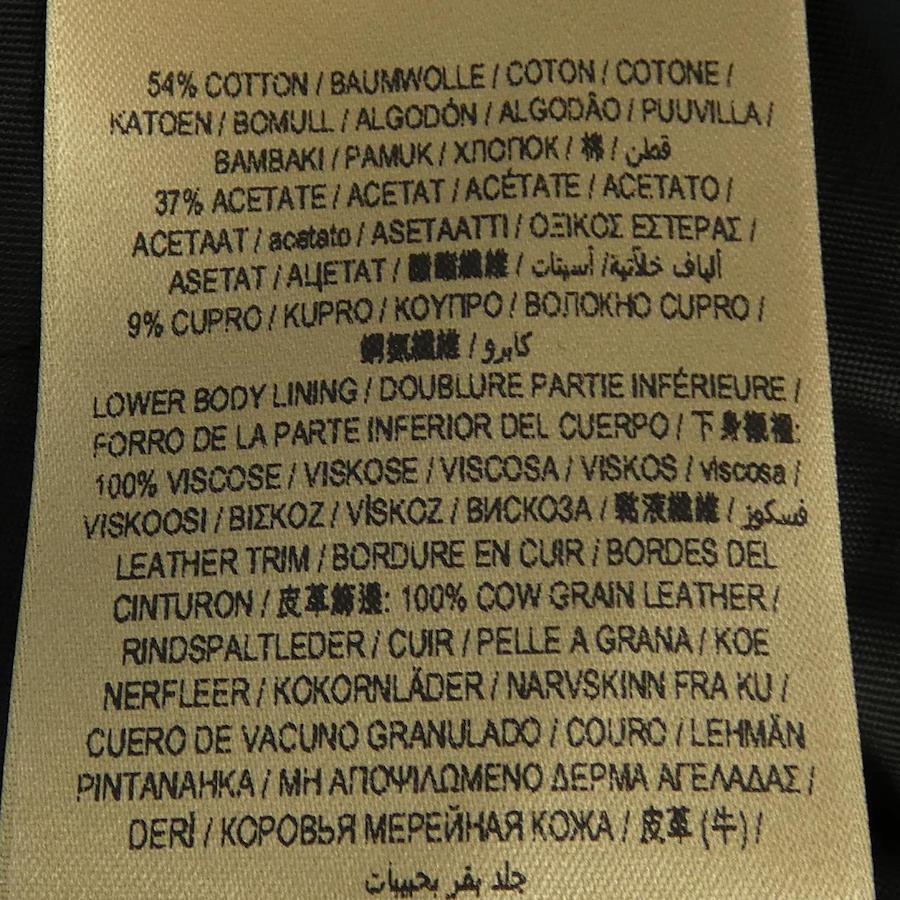 54% COTTON / BAUMWOLLE / COTON / COTONE /
KATOEN / BOMULL / ALGODÓN / ALGODÃO / PUUVILLA /
BAMBAKI / PAMUK / ХЛОПОК / 棉 / قطن
37% ACETATE / ACETAT / ACÉTATE / ACETATO /
ACETAAT / acetato / ASETAATTI / ΟΞΙΚΟΣ ΕΣΤΕΡΑΣ /
ASETAT / АЦЕТАТ / 醋酯纖維 / ألياف خلّاتية/ أسيتات
9% CUPRO / KUPRO / ΚΟΥΠΡΟ / ВОЛОКНО CUPRO /
銅氨纖維 / كابرو
LOWER BODY LINING / DOUBLURE PARTIE INFÉRIEURE /
FORRO DE LA PARTE INFERIOR DEL CUERPO / 下身襯裡:
100% VISCOSE / VISKOSE / VISCOSA / VISKOS / viscosa /
VISKOOSI / ΒΙΣΚΟΖ / VİSKOZ / ВИСКОЗА / 黏液纖維 / فسكوز
LEATHER TRIM / BORDURE EN CUIR / BORDES DEL
CINTURON / 皮革飾邊: 100% COW GRAIN LEATHER /
RINDSPALTLEDER / CUIR / PELLE A GRANA / KOE
NERFLEER / KOKORNLÄDER / NARVSKINN FRA KU /
CUERO DE VACUNO GRANULADO / COURO / LEHMÄN
PINTANAHKA / ΜΗ ΑΠΟΨΙΛΩΜΕΝΟ ΔΕΡΜΑ ΑΓΕΛΑΔΑΣ /
DERİ / КОРОВЬЯ МЕРЕЙНАЯ КОЖА / 皮革 (牛) /
جلد بقر بحبيبات